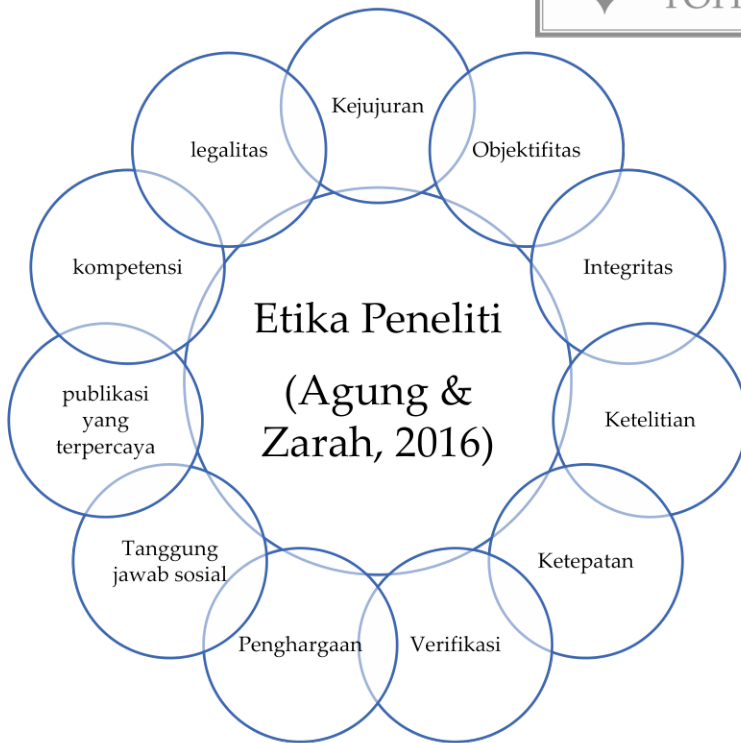 Kejujuran
Objektifitas
Integritas
Ketelitian
Ketepatan
Verifikasi
Penghargaan
Tanggung
jawab sosial
publikasi
yang
terpercaya
kompetensi
legalitas
Etika Peneliti
(Agung &
Zarah, 2016)